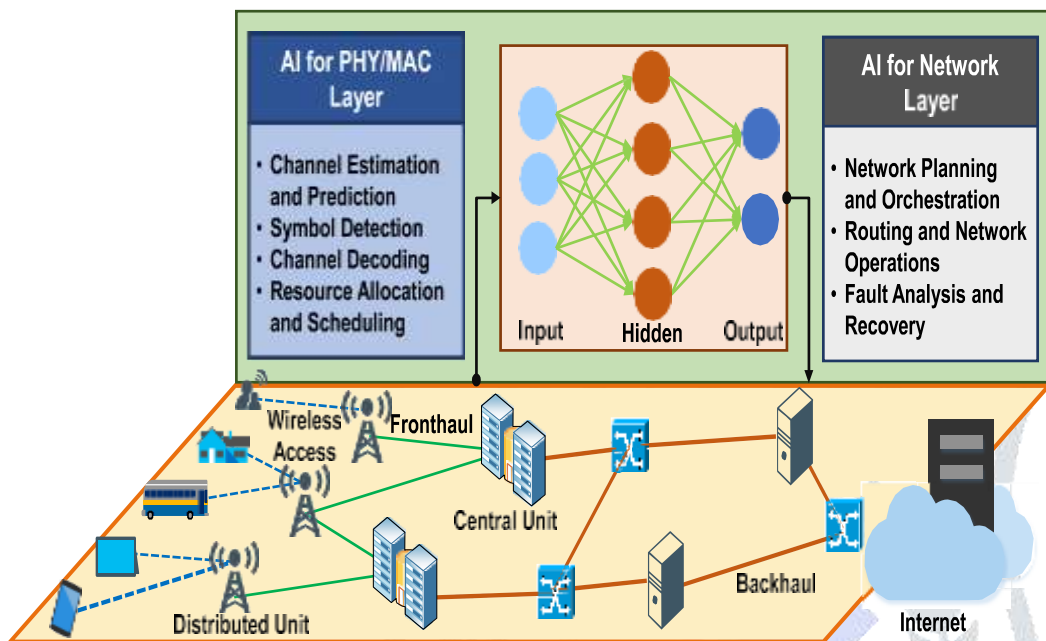 AI for PHY/MAC
Layer
• Channel Estimation
and Prediction
• Symbol Detection
• Channel Decoding
• Resource Allocation
and Scheduling
Input
Hidden
Output
AI for Network
Layer
• Network Planning
and Orchestration
• Routing and Network
Operations
• Fault Analysis and
Recovery
Wireless
Access
Fronthaul
Central Unit
Distributed Unit
Backhaul
Internet